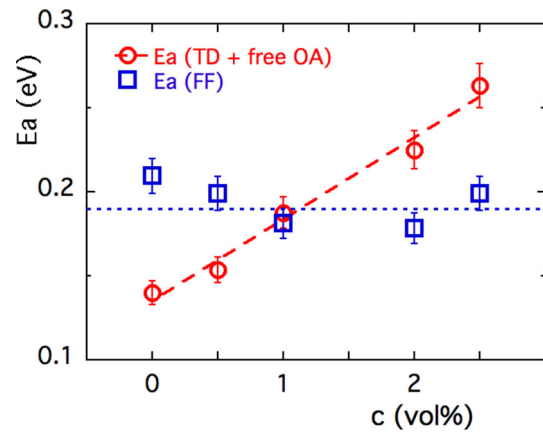 0.3
Ea (TD + free OA)
Ea (FF)
Ea (eV)
0.2
0.1
0 1 2
c (vol%)